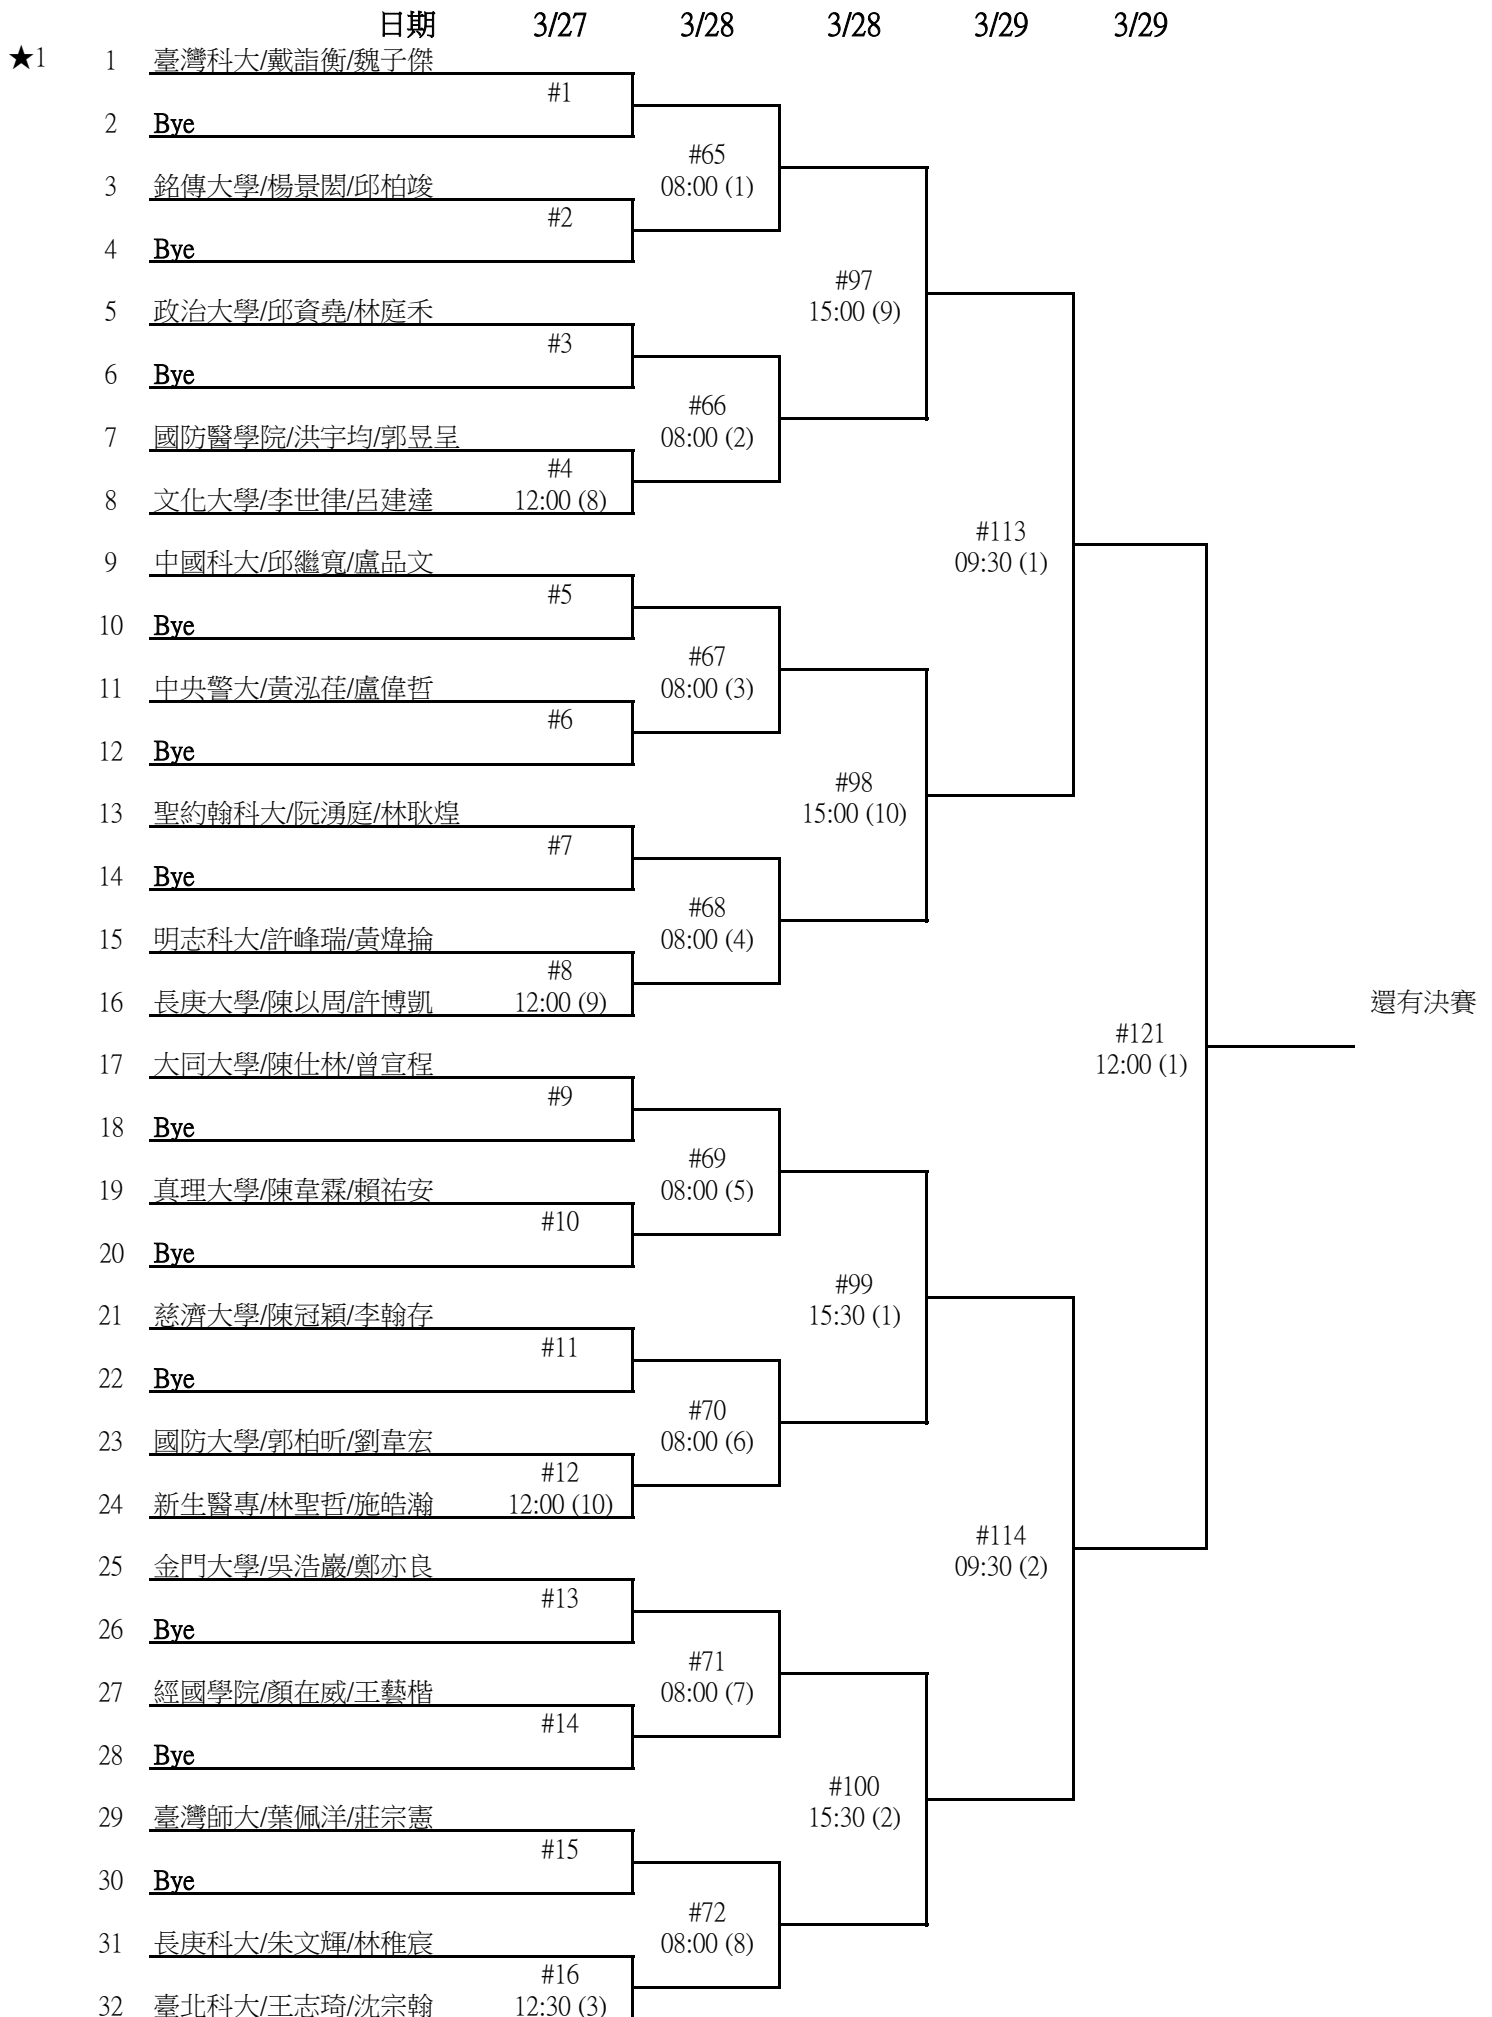 日期 3/27 3/28 3/28 3/29 3/29
★1 1 臺灣科大/戴詣衡/魏子傑
#1
2 Bye
#65
3 銘傳大學/楊景閎/邱柏竣 08:00 (1)
#2
4 Bye
#97
5 政治大學/邱資堯/林庭禾 15:00 (9)
#3
6 Bye
#66
7 國防醫學院/洪宇均/郭昱呈 08:00 (2)
#4
8 文化大學/李世律/呂建達 12:00 (8)
#113
9 中國科大/邱繼寬/盧品文 09:30 (1)
#5
10 Bye
#67
11 中央警大/黃泓荏/盧偉哲 08:00 (3)
#6
12 Bye
#98
13 聖約翰科大/阮湧庭/林耿煌 15:00 (10)
#7
14 Bye
#68
15 明志科大/許峰瑞/黃煒掄 08:00 (4)
#8
16 長庚大學/陳以周/許博凱 12:00 (9) 還有決賽
#121
17 大同大學/陳仕林/曾宣程 12:00 (1)
#9
18 Bye
#69
19 真理大學/陳韋霖/賴祐安 08:00 (5)
#10
20 Bye
#99
21 慈濟大學/陳冠穎/李翰存 15:30 (1)
#11
22 Bye
#70
23 國防大學/郭柏昕/劉韋宏 08:00 (6)
#12
24 新生醫專/林聖哲/施皓瀚 12:00 (10)
#114
25 金門大學/吳浩巖/鄭亦良 09:30 (2)
#13
26 Bye
#71
27 經國學院/顏在威/王藝楷 08:00 (7)
#14
28 Bye
#100
29 臺灣師大/葉佩洋/莊宗憲 15:30 (2)
#15
30 Bye
#72
31 長庚科大/朱文輝/林稚宸 08:00 (8)
#16
32 臺北科大/王志琦/沈宗翰 12:30 (3)